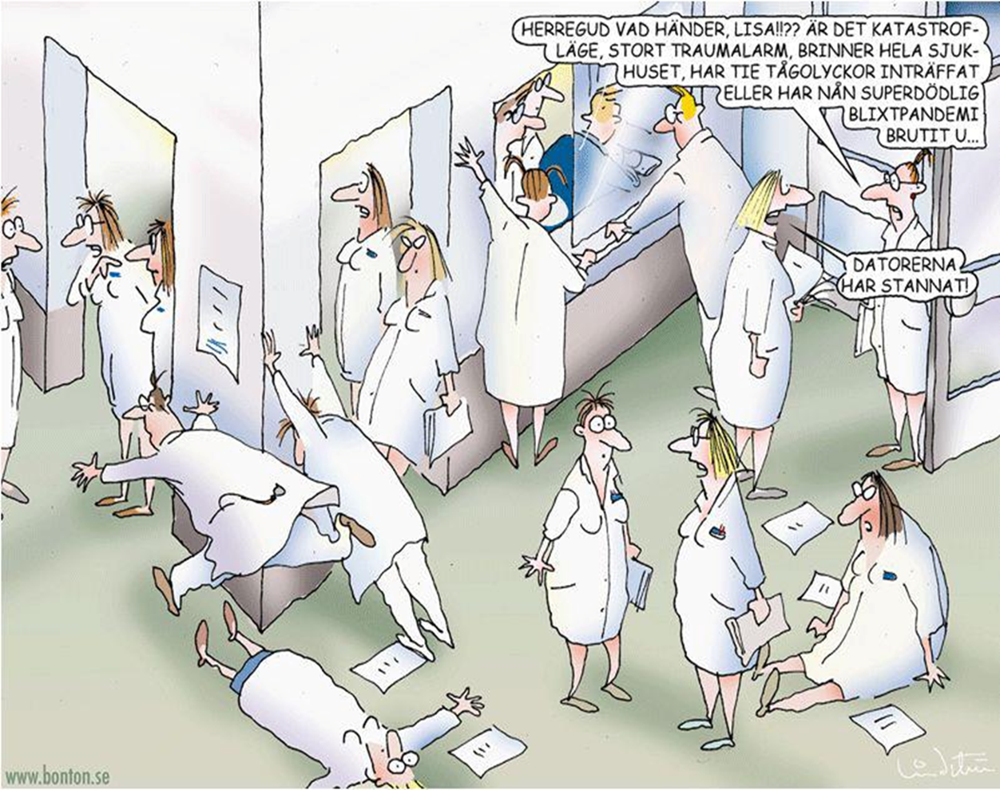 HERREGUD VAD HÄNDER, LISA!!?? ÄR DET KATASTROF-
LÄGE, STORT TRAUMALARM, BRINNER HELA SJUK-
HUSET, HAR TIE TÅGOLYCKOR INTRÄFFAT
ELLER HAR NÅN SUPERDÖDLIG
BLIXTPANDEMI
BRUTIT U...
DATORERNA
HAR STANNAT!
www.bonton.se